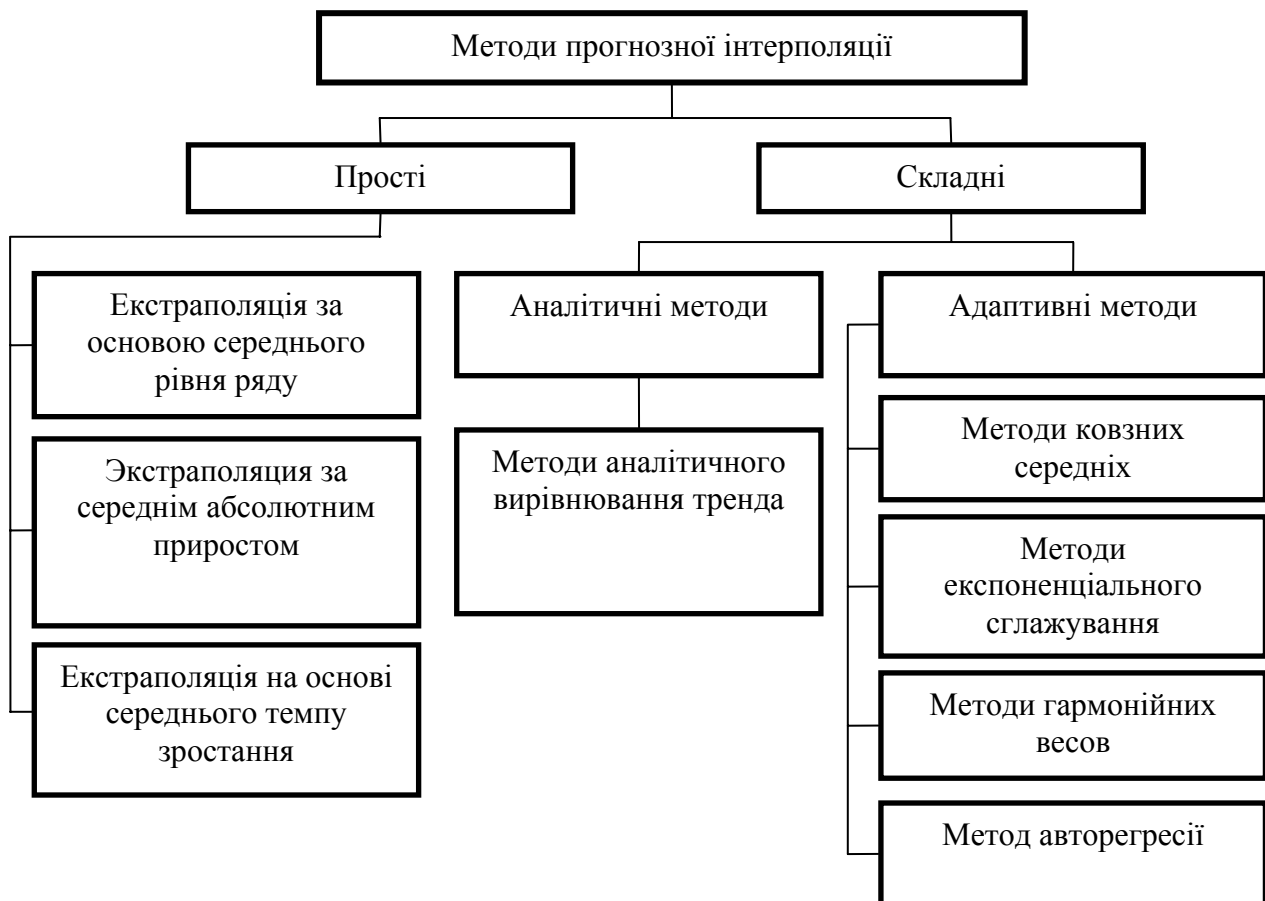 Методи прогнозної інтерполяції
Прості
Складні
Екстраполяція за
основою середнього
рівня ряду
Экстраполяция за
середнім абсолютним
приростом
Екстраполяція на основі
середнього темпу
зростання
Аналітичні методи
Методи аналітичного
вирівнювання тренда
Адаптивні методи
Методи ковзних
середніх
Методи
експоненціального
сглажування
Методи гармонійних
весов
Метод авторегресії